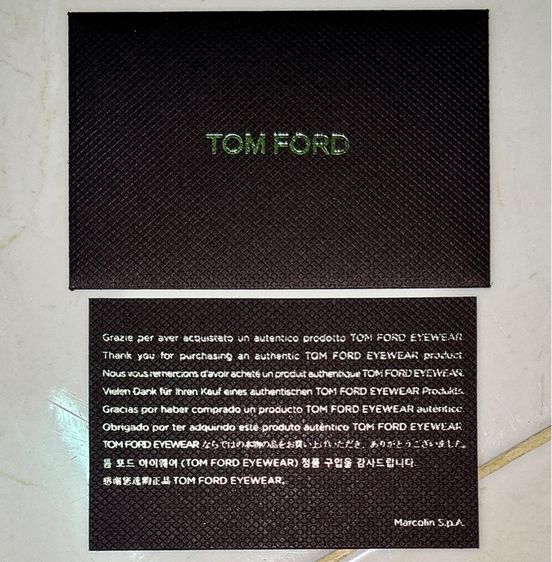 TOM FORD
Grazie per aver acquistato un autentico prodotto TOM FORD EYEWEAR.
Thank you for purchasing an authentic TOM FORD EYEWEAR product.
Nous vous remercions d'avoir acheté un produit authentique TOM FORD EYEWEAR.
Vielen Dank für Ihren Kauf eines authentischen TOM FORD EYEWEAR Produkts.
Gracias por haber comprado un producto TOM FORD EYEWEAR auténtico.
Obrigado por ter adquirido este produto autêntico TOM FORD EYEWEAR.
TOM FORD EYEWEAR ならではの本物の品をお買い上げいただき、ありがとうございました。
톰 포드 아이웨어 (TOM FORD EYEWEAR) 정품 구입을 감사드립니다.
感谢您选购正品 TOM FORD EYEWEAR。
Marcolin S.p.A.